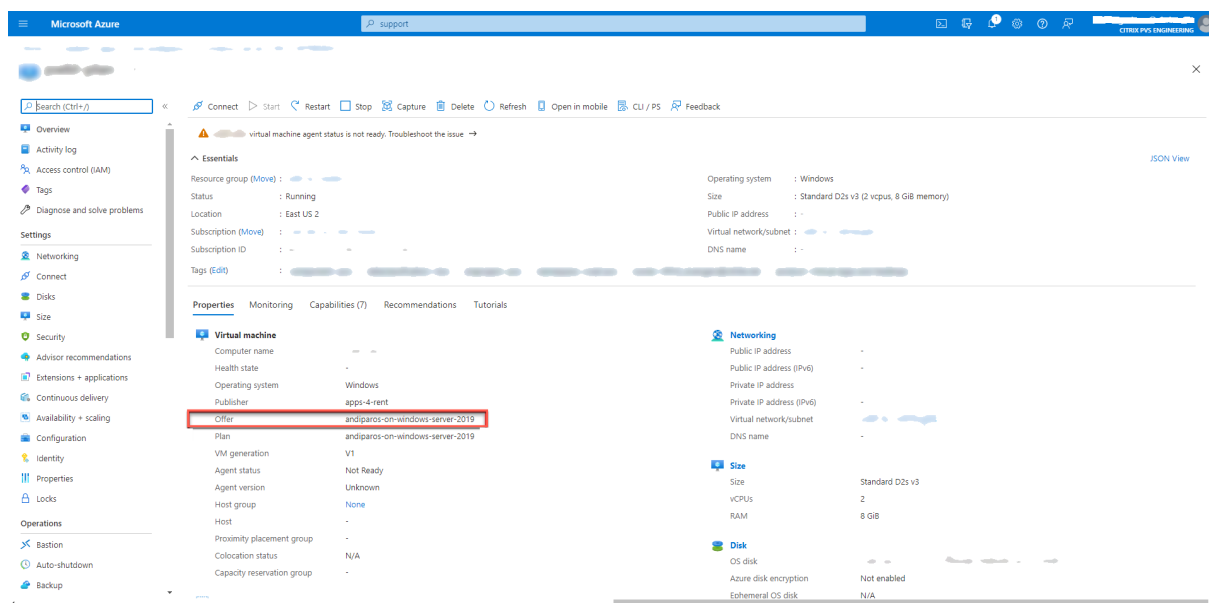 Microsoft Azure
support
1
CITRIX PVS ENGINEERING
Search (Ctrl+/)
«
Connect Start Restart Stop Capture Delete Refresh Open in mobile CLI / PS Feedback
Overview
Activity log
Access control (IAM)
Tags
Diagnose and solve problems
Settings
Networking
Connect
Disks
Size
Security
Advisor recommendations
Extensions + applications
Continuous delivery
Availability + scaling
Configuration
Identity
Properties
Locks
Operations
Bastion
Auto-shutdown
Backup
virtual machine agent status is not ready. Troubleshoot the issue →
Essentials
JSON View
Resource group (Move) :
Status : Running
Location : East US 2
Subscription (Move) :
Subscription ID :
Tags (Edit) :
Operating system : Windows
Size : Standard D2s v3 (2 vcpus, 8 GiB memory)
Public IP address : -
Virtual network/subnet :
DNS name : -
Properties Monitoring Capabilities (7) Recommendations Tutorials
Virtual machine
Computer name
Health state -
Operating system Windows
Publisher apps-4-rent
Offer andiparos-on-windows-server-2019
Plan andiparos-on-windows-server-2019
VM generation V1
Agent status Not Ready
Agent version Unknown
Host group None
Host -
Proximity placement group -
Colocation status N/A
Capacity reservation group -
Networking
Public IP address -
Public IP address (IPv6) -
Private IP address
Private IP address (IPv6) -
Virtual network/subnet
DNS name -
Size
Size Standard D2s v3
vCPUs 2
RAM 8 GiB
Disk
OS disk
Azure disk encryption Not enabled
Ephemeral OS disk N/A